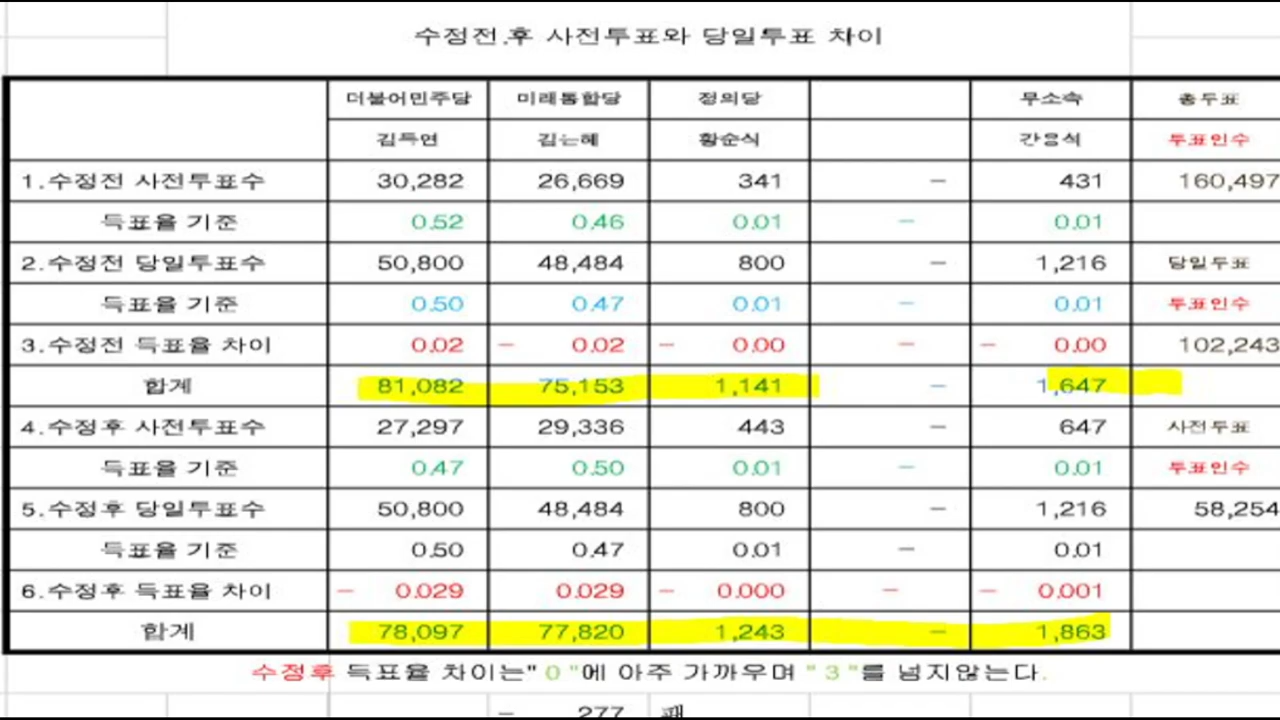 수정전.후 사전투표와 당일투표 차이
더불어민주당 미래통합당 정의당 무소속 총투표
김득연 김은혜 황순식 간응석 투표인수
1.수정전 사전투표수 30,282 26,669 341 - 431 160,497
득표율 기준 0.52 0.46 0.01 - 0.01
2.수정전 당일투표수 50,800 48,484 800 - 1,216 당일투표
득표율 기준 0.50 0.47 0.01 - 0.01 투표인수
3.수정전 득표율 차이 0.02 - 0.02 - 0.00 - - 0.00 102,243
합계 81,082 75,153 1,141 - 1,647
4.수정후 사전투표수 27,297 29,336 443 - 647 사전투표
득표율 기준 0.47 0.50 0.01 - 0.01 투표인수
5.수정후 당일투표수 50,800 48,484 800 - 1,216 58,254
득표율 기준 0.50 0.47 0.01 - 0.01
6.수정후 득표율 차이 - 0.029 0.029 - 0.000 - - 0.001
합계 78,097 77,820 1,243 - 1,863
수정후 득표율 차이는" 0 "에 아주 가까우며 " 3 "를 넘지않는다.
- 277